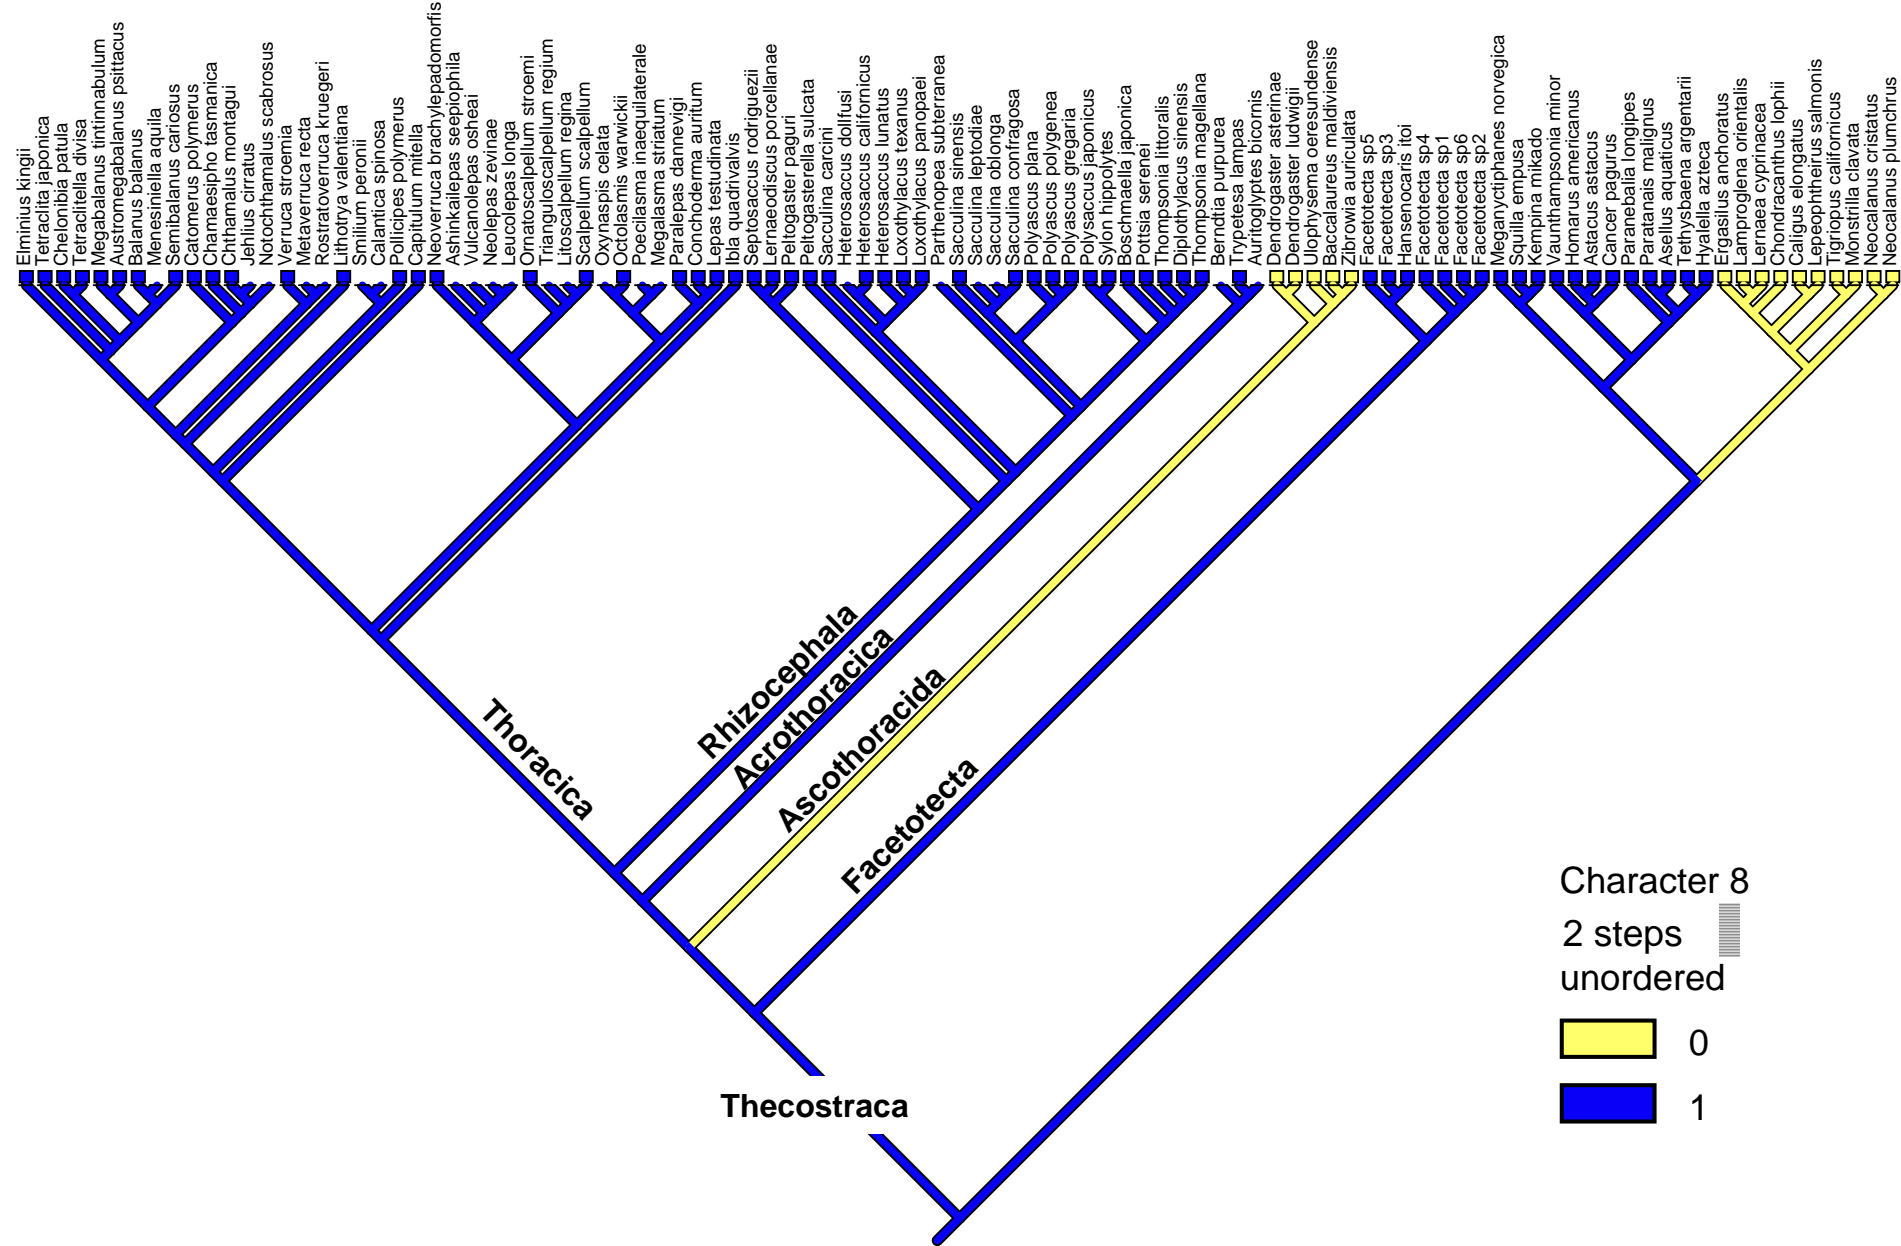 Elminius kingii
Tetraclita japonica
Chelonibia patula
Tetraclitella divisa
Megabalanus tintinnabulum
Austromegabalanus psittacus
Balanus balanus
Menesiniella aquila
Semibalanus cariosus
Catomerus polymerus
Chamaesipho tasmanica
Chthamalus montagui
Jehlius cirratus
Notochthamalus scabrosus
Verruca stroemia
Metaverruca recta
Rostratoverruca kruegeri
Lithotrya valentiana
Smilium peronii
Calantica spinosa
Pollicipes polymerus
Capitulum mitella
Neoverruca brachylepadomorfis
Ashinkailepas seepiophila
Vulcanolepas osheai
Neolepas zevinae
Leucolepas longa
Ornatoscalpellum stroemi
Trianguloscalpellum regium
Litoscalpellum regina
Scalpellum scalpellum
Oxynaspis celata
Octolasmis warwickii
Poecilasma inaequilaterale
Megalasma striatum
Paralepas dannevigi
Conchoderma auritum
Lepas testudinata
Ibla quadrivalvis
Septosaccus rodriguezii
Lernaeodiscus porcellanae
Peltogaster paguri
Peltogasterella sulcata
Sacculina carcini
Heterosaccus dollfusi
Heterosaccus californicus
Heterosaccus lunatus
Loxothylacus texanus
Loxothylacus panopaei
Parthenopea subterranea
Sacculina sinensis
Sacculina leptodiae
Sacculina oblonga
Sacculina confragosa
Polyascus plana
Polyascus polygenea
Polyascus gregaria
Polysaccus japonicus
Sylon hippolytes
Boschmaella japonica
Pottsia serenei
Thompsonia littoralis
Diplothylacus sinensis
Thompsonia magellana
Berndtia purpurea
Trypetesa lampas
Auritoglyptes bicornis
Dendrogaster asterinae
Dendrogaster ludwigii
Ulophysema oeresundense
Baccalaureus maldiviensis
Zibrowia auriculata
Facetotecta sp5
Facetotecta sp3
Hansenocaris itoi
Facetotecta sp4
Facetotecta sp1
Facetotecta sp6
Facetotecta sp2
Meganyctiphanes norvegica
Squilla empusa
Kempina mikado
Vaunthampsonia minor
Homarus americanus
Astacus astacus
Cancer pagurus
Paranebalia longipes
Paratanais malignus
Asellus aquaticus
Tethysbaena argentarii
Hyalella azteca
Ergasilus anchoratus
Lamproglena orientalis
Lernaea cyprinacea
Chondracanthus lophii
Caligus elongatus
Lepeophtheirus salmonis
Tigriopus californicus
Monstrilla clavata
Neocalanus cristatus
Neocalanus plumchrus
Thoracica
Rhizocephala
Acrothoracica
Ascothoracida
Facetotecta
Thecostraca
Character 8
2 steps
unordered
0
1